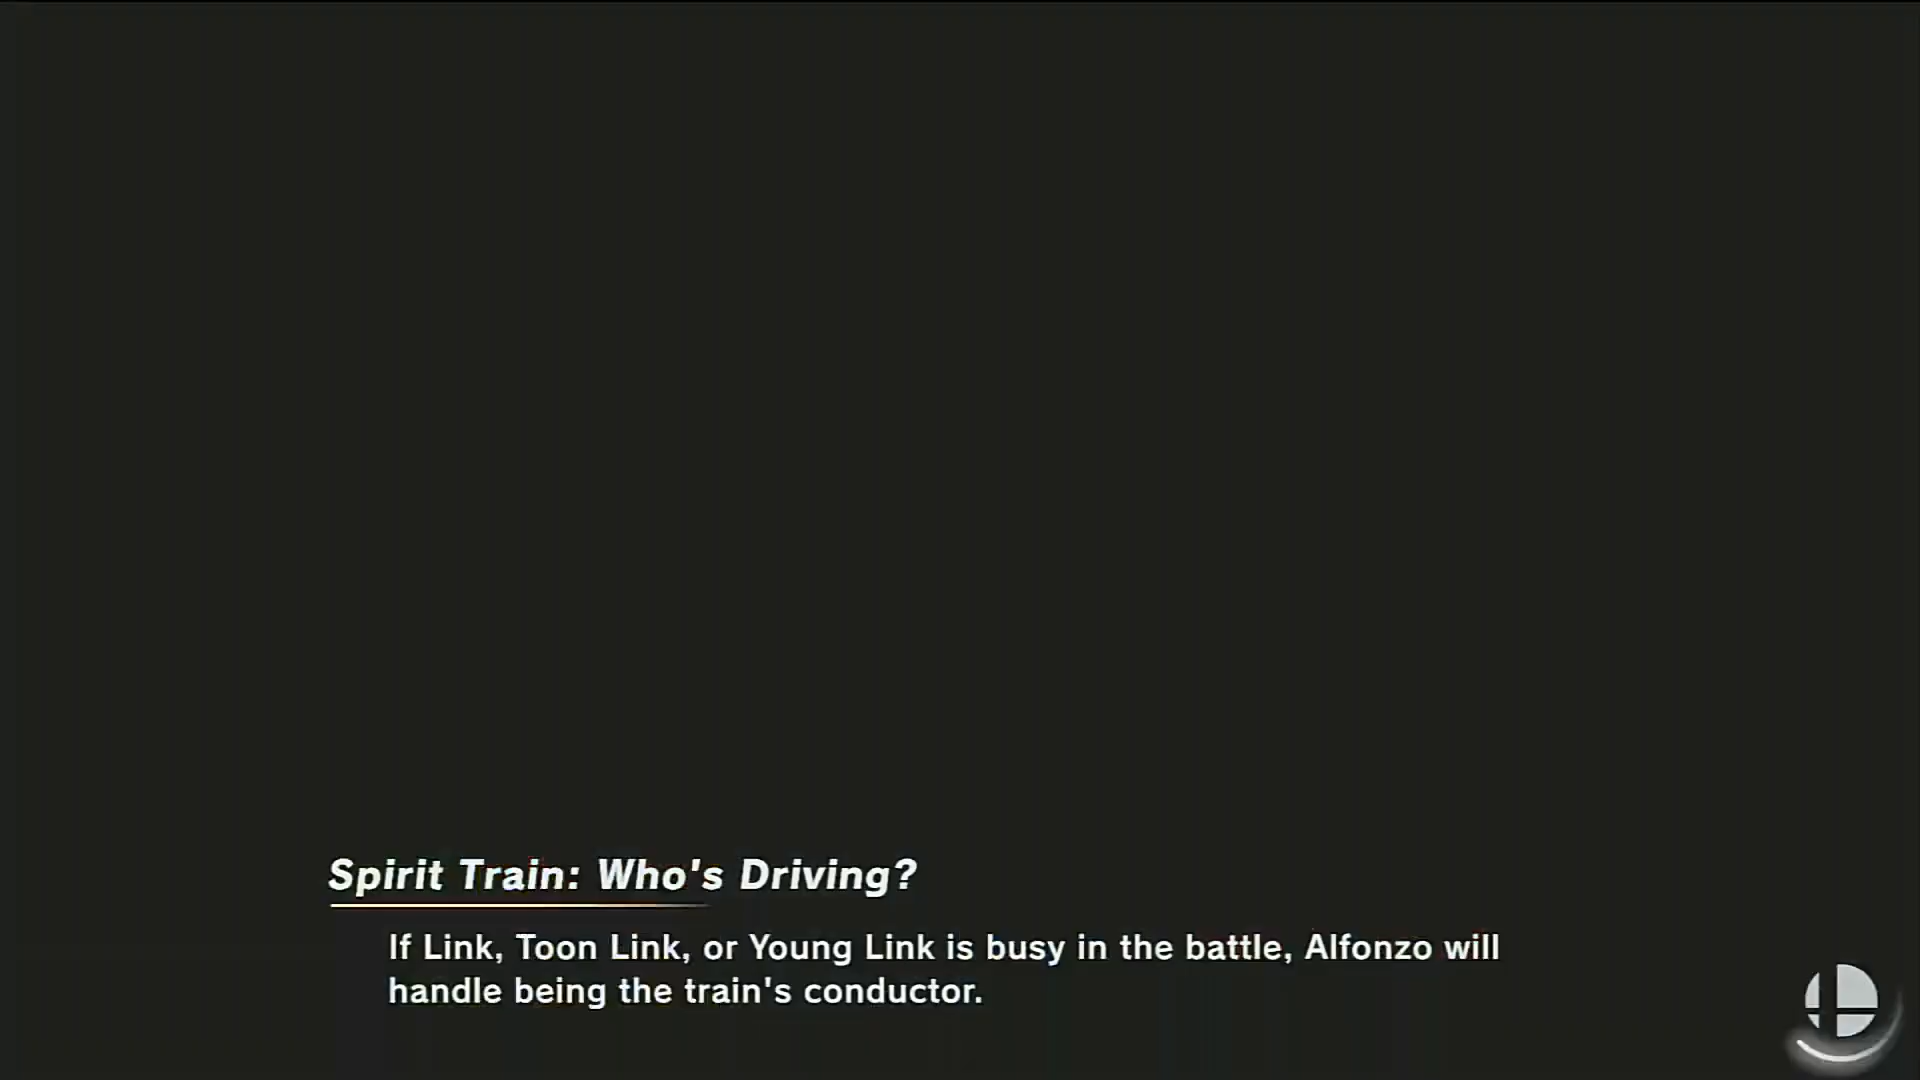 Spirit Train: Who's Driving?
If Link, Toon Link, or Young Link is busy in the battle, Alfonzo will
handle being the train's conductor.